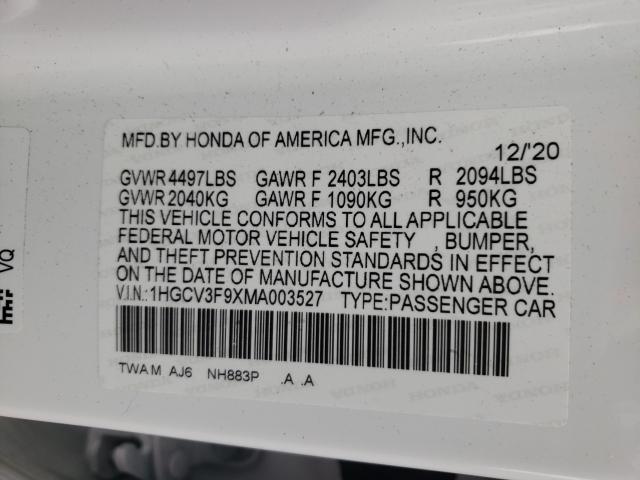 MFD.BY HONDA OF AMERICA MFG.,INC.
12/'20
GVWR 4497LBS GAWR F 2403LBS R 2094LBS
GVWR 2040KG GAWR F 1090KG R 950KG
THIS VEHICLE CONFORMS TO ALL APPLICABLE
FEDERAL MOTOR VEHICLE SAFETY , BUMPER,
AND THEFT PREVENTION STANDARDS IN EFFECT
ON THE DATE OF MANUFACTURE SHOWN ABOVE.
V.I.N.: 1HGCV3F9XMA003527 TYPE:PASSENGER CAR
TWAM AJ6 NH883P .A .A
VQ